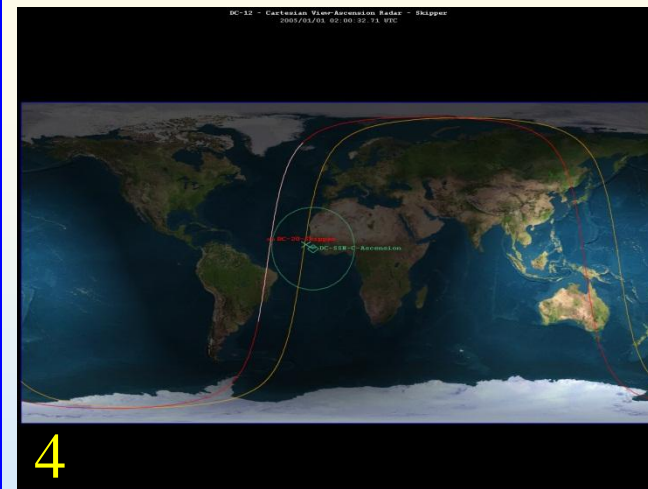 DC-12 - Cartesian View-Ascension Radar - Skipper
2005/01/01 02:00:32.71 UTC
DC-29-Skipper
DC-SIR-C-Ascension
4